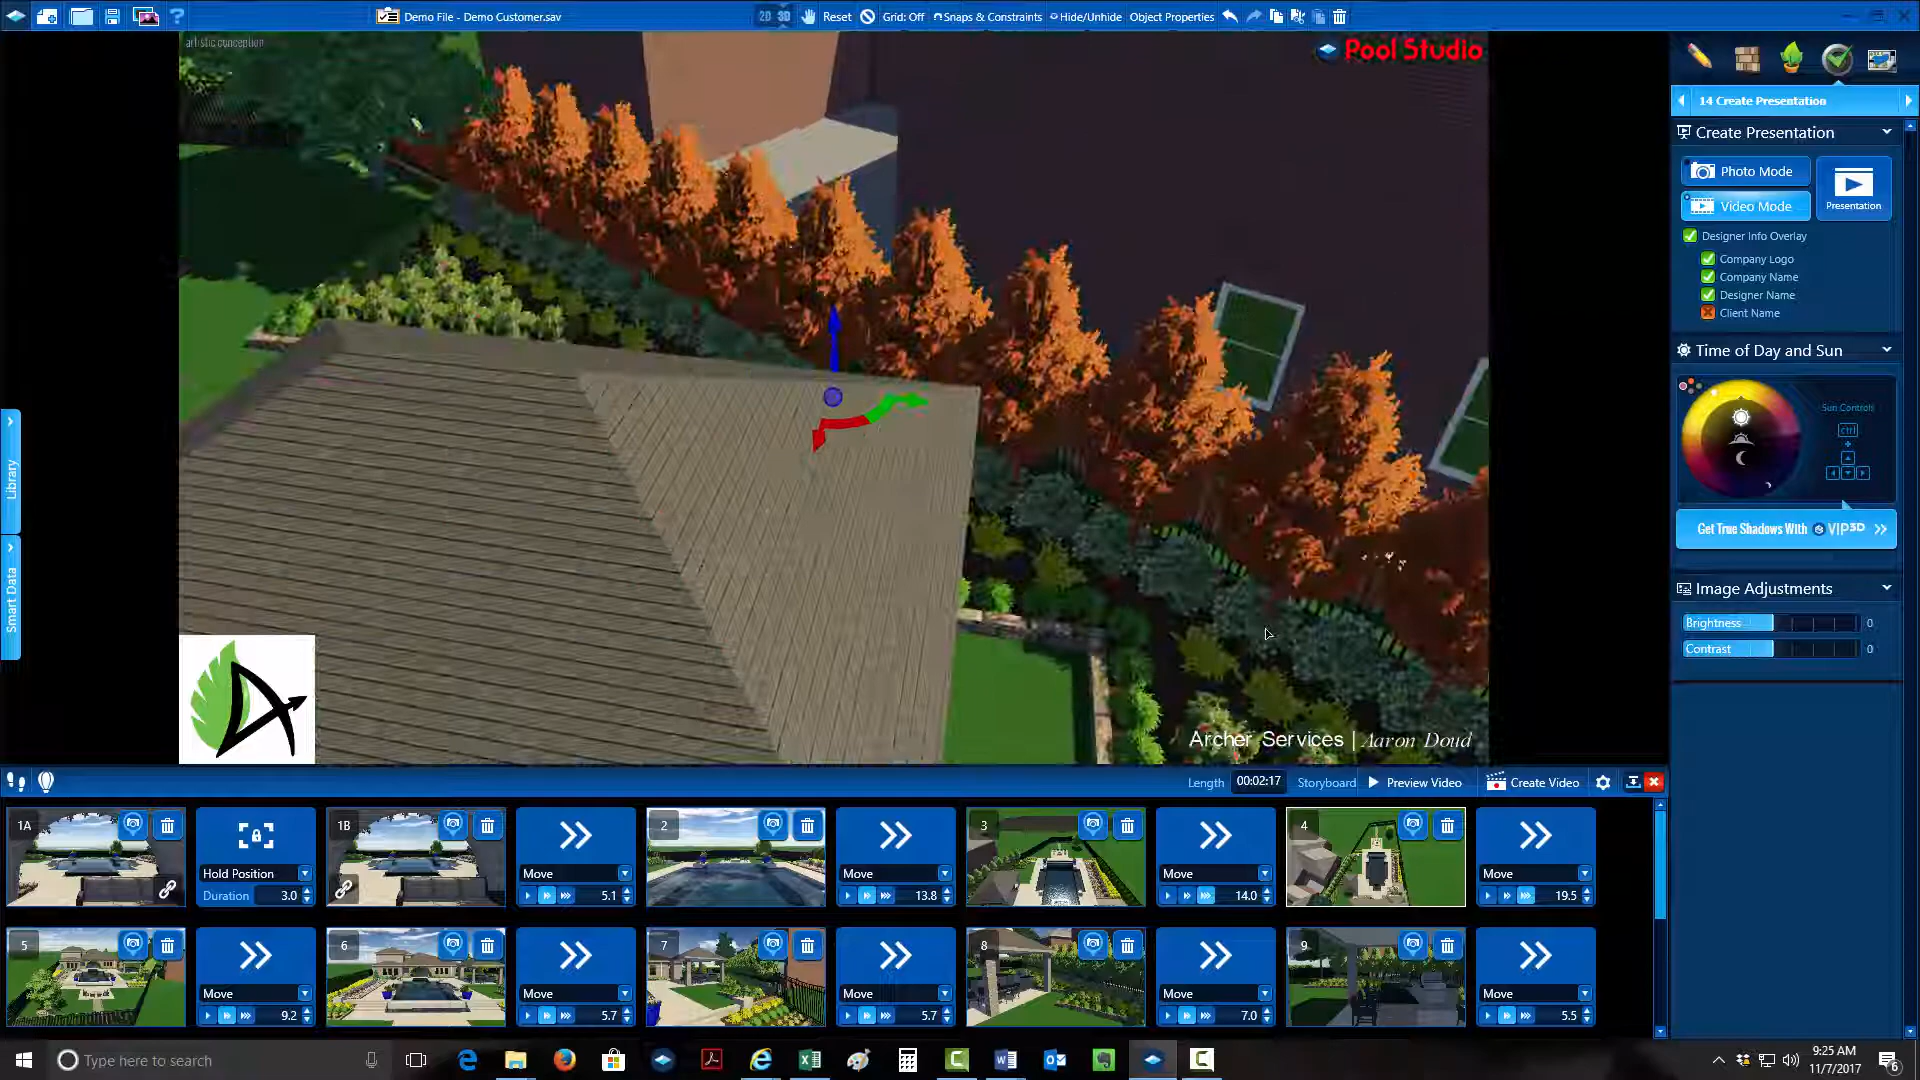 Demo File - Demo Customer.sav
2D 3D Reset Grid: Off Snaps & Constraints Hide/Unhide Object Properties
artistic conception
Pool Studio
14 Create Presentation
Create Presentation
Photo Mode
Video Mode
Presentation
Designer Info Overlay
Company Logo
Company Name
Designer Name
Client Name
Time of Day and Sun
Sun Controls
ctrl
Get True Shadows With VIP3D
Image Adjustments
Brightness 0
Contrast 0
Library
Smart Data
Archer Services | Aaron Doud
Length 00:02:17 Storyboard Preview Video Create Video
1A 1B 2 3 4
Hold Position Move Move Move Move
Duration 3.0 5.1 13.8 14.0 19.5
5 6 7 8 9
Move Move Move Move Move
9.2 5.7 5.7 7.0 5.5
Type here to search
9:25 AM
11/7/2017
6